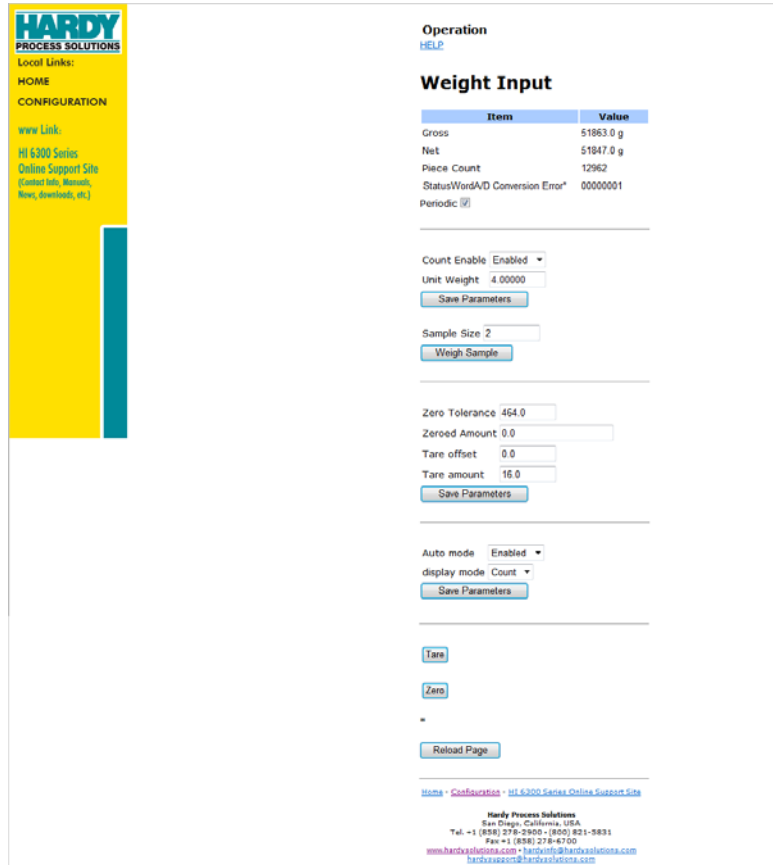 HARDY
PROCESS SOLUTIONS
Local Links:
HOME
CONFIGURATION
www Link:
HI 6300 Series
Online Support Site
(Contact Info, Manuals,
News, downloads, etc.)
Operation
HELP
Weight Input
Item Value
Gross 51863.0 g
Net 51847.0 g
Piece Count 12962
StatusWordA/D Conversion Error* 00000001
Periodic
Count Enable Enabled
Unit Weight 4.00000
Save Parameters
Sample Size 2
Weigh Sample
Zero Tolerance 464.0
Zeroed Amount 0.0
Tare offset 0.0
Tare amount 16.0
Save Parameters
Auto mode Enabled
display mode Count
Save Parameters
Tare
Zero
=
Reload Page
Home - Configuration - HI 6300 Series Online Support Site
Hardy Process Solutions
San Diego, California, USA
Tel. +1 (858) 278-2900 - (800) 821-5831
Fax +1 (858) 278-6700
www.hardysolutions.com - hardyinfo@hardysolutions.com
hardysupport@hardysolutions.com